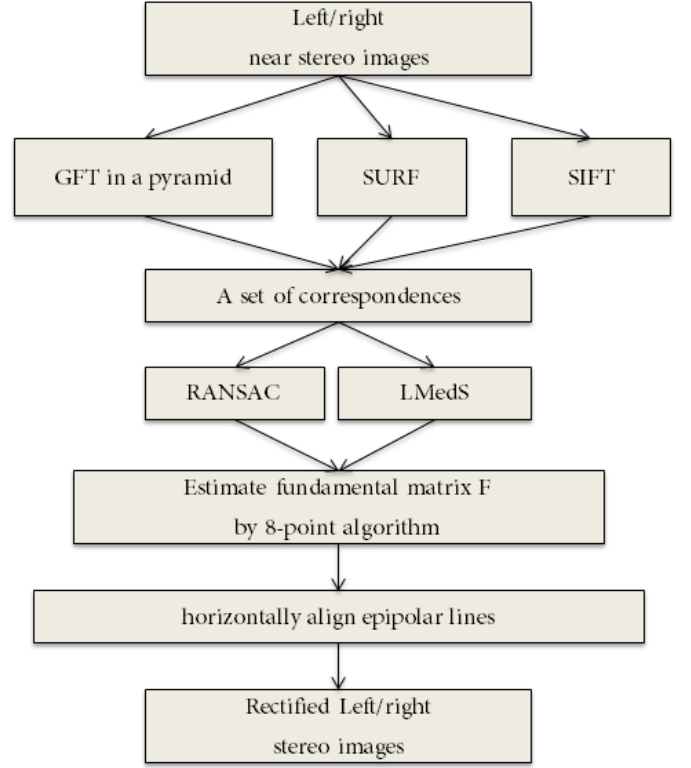 Left/right
near stereo images
GFT in a pyramid
SURF
SIFT
A set of correspondences
RANSAC
LMedS
Estimate fundamental matrix F
by 8-point algorithm
horizontally align epipolar lines
Rectified Left/right
stereo images